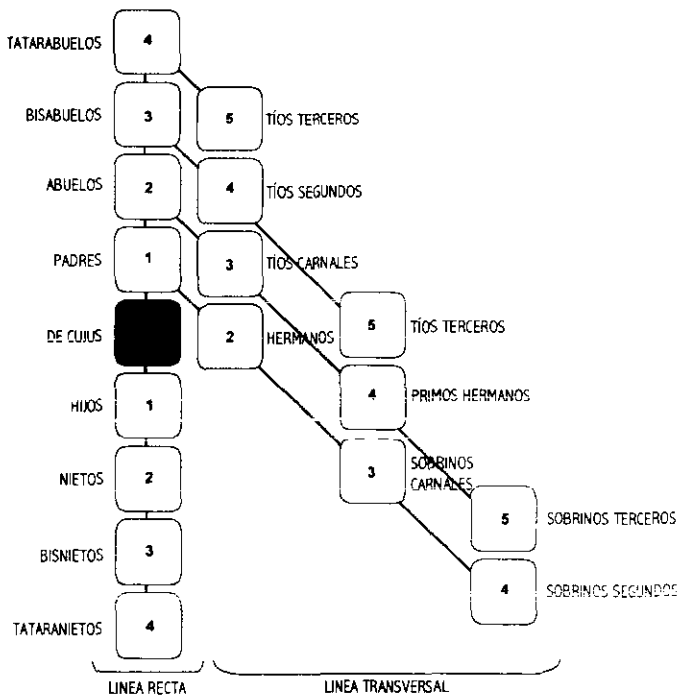 TATARABUELOS 4
BISABUELOS 3 5 TÍOS TERCEROS
ABUELOS 2 4 TÍOS SEGUNDOS
PADRES 1 3 TÍOS CARNALES
DE CUJUS 2 HERMANOS 5 TÍOS TERCEROS
HIJOS 1 4 PRIMOS HERMANOS
NIETOS 2 3 SOBRINOS
CARNALES
5 SOBRINOS TERCEROS
BISNIETOS 3
4 SOBRINOS SEGUNDOS
TATARANIETOS 4
LINEA RECTA LINEA TRANSVERSAL